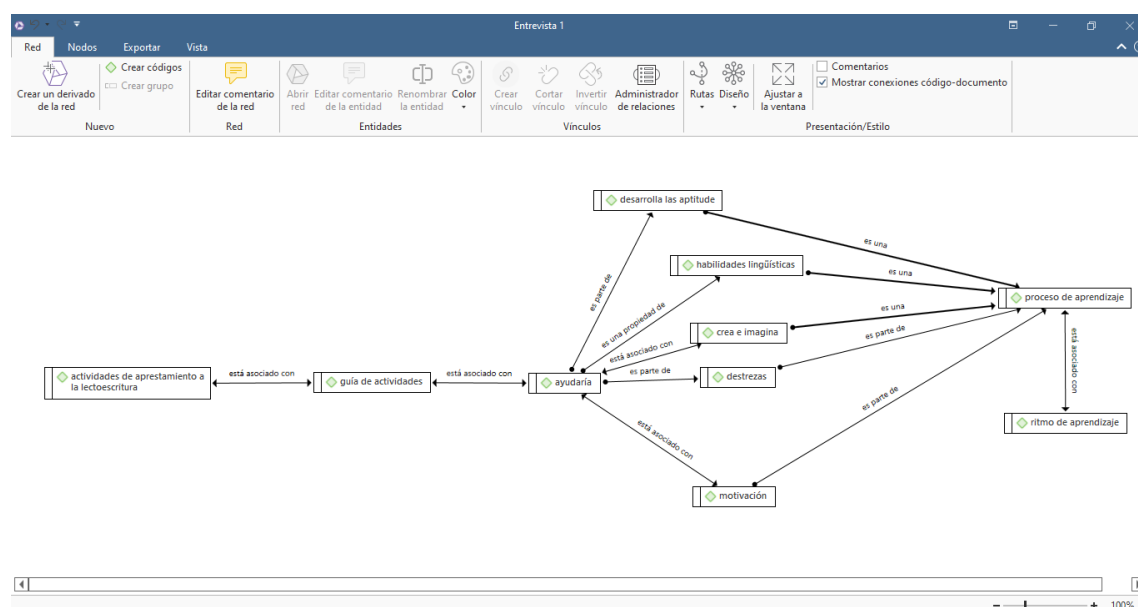 Entrevista 1
Red Nodos Exportar Vista
Crear un derivado de la red
Crear códigos
Crear grupo
Nuevo
Editar comentario de la red
Red
Abrir red
Editar comentario de la entidad
Renombrar la entidad
Color
Entidades
Crear vínculo
Cortar vínculo
Invertir vínculo
Administrador de relaciones
Vínculos
Rutas
Diseño
Ajustar a la ventana
Comentarios
Mostrar conexiones código-documento
Presentación/Estilo
desarrolla las aptitude
es una
habilidades lingüísticas
es una
es parte de
proceso de aprendizaje
es una propiedad de
es una
crea e imagina
es parte de
está asociado con
está asociado con
actividades de aprestamiento a
la lectoescritura
está asociado con
guía de actividades
está asociado con
ayudaría
es parte de
destrezas
es parte de
ritmo de aprendizaje
está asociado con
motivación
100%